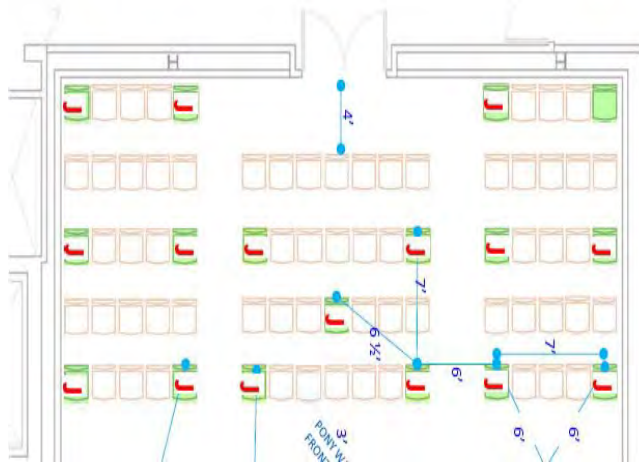 J J J
4'
J J J J J J
7'
J
6 ½'
7'
6'
J J J J J J
6' 6'
3'
PONY W
FRONT